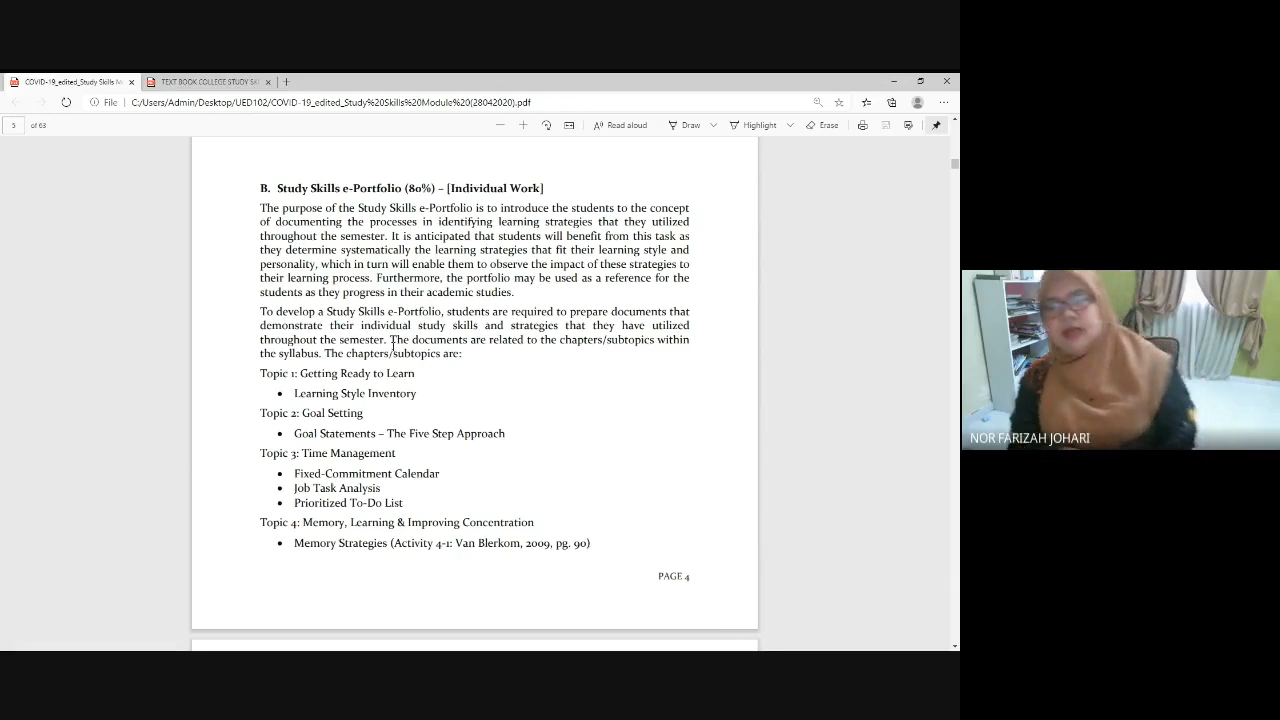 COVID-19_edited_Study Skills M
TEXT BOOK COLLEGE STUDY SKI
File
C:/Users/Admin/Desktop/UED102/COVID-19_edited_Study%20Skills%20Module%20(28042020).pdf
5 of 63
Read aloud
Draw
Highlight
Erase
B. Study Skills e-Portfolio (80%) – [Individual Work]
The purpose of the Study Skills e-Portfolio is to introduce the students to the concept
of documenting the processes in identifying learning strategies that they utilized
throughout the semester. It is anticipated that students will benefit from this task as
they determine systematically the learning strategies that fit their learning style and
personality, which in turn will enable them to observe the impact of these strategies to
their learning process. Furthermore, the portfolio may be used as a reference for the
students as they progress in their academic studies.
To develop a Study Skills e-Portfolio, students are required to prepare documents that
demonstrate their individual study skills and strategies that they have utilized
throughout the semester. The documents are related to the chapters/subtopics within
the syllabus. The chapters/subtopics are:
Topic 1: Getting Ready to Learn
• Learning Style Inventory
Topic 2: Goal Setting
• Goal Statements – The Five Step Approach
Topic 3: Time Management
• Fixed-Commitment Calendar
• Job Task Analysis
• Prioritized To-Do List
Topic 4: Memory, Learning & Improving Concentration
• Memory Strategies (Activity 4-1: Van Blerkom, 2009, pg. 90)
PAGE 4
NOR FARIZAH JOHARI